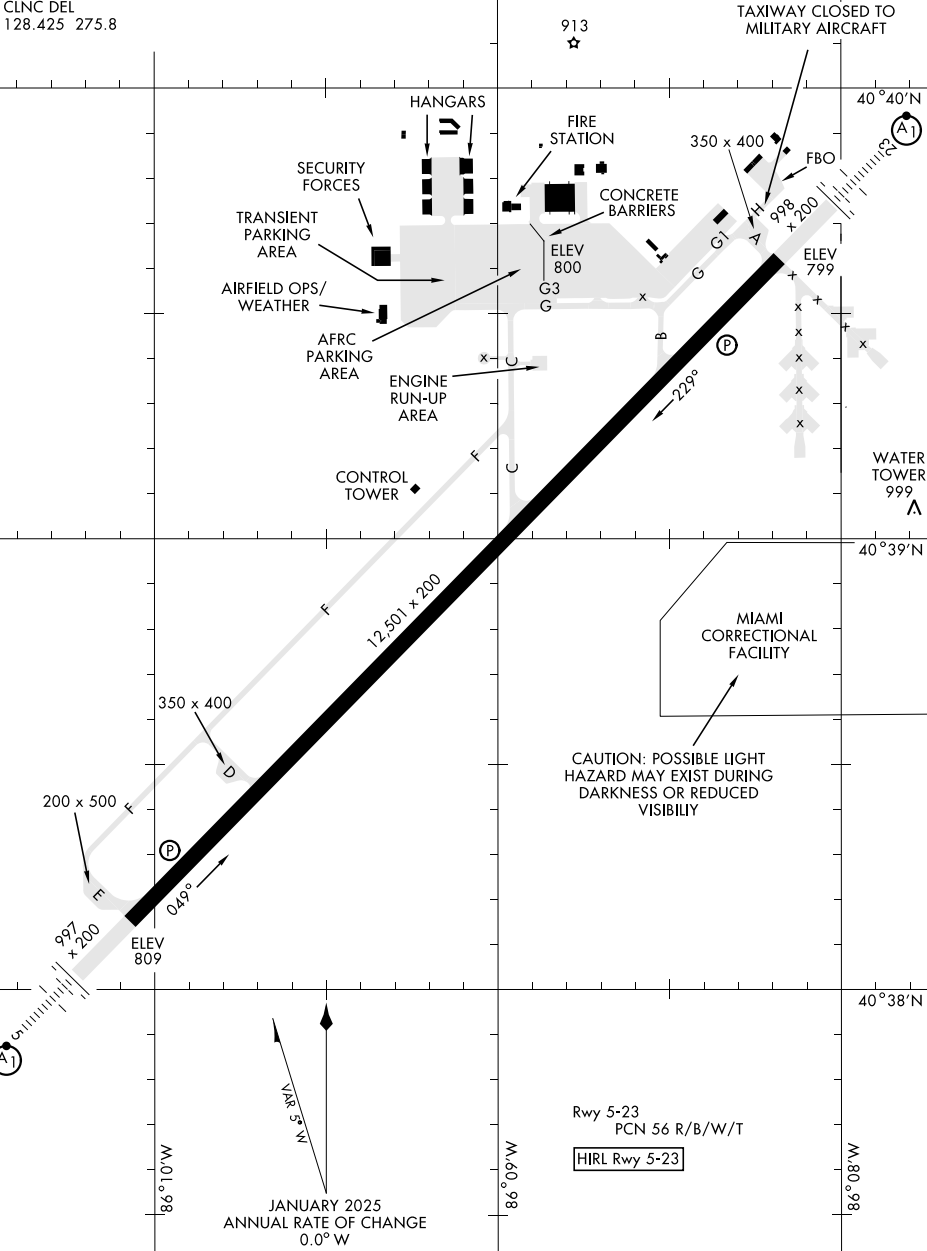 CLNC DEL
128.425 275.8
913
TAXIWAY CLOSED TO
MILITARY AIRCRAFT
40°40'N
A1
HANGARS
FIRE
STATION
350 x 400
FBO
SECURITY
FORCES
CONCRETE
BARRIERS
H
998
x 200
TRANSIENT
PARKING
AREA
G1
A
ELEV
800
ELEV
799
G
AIRFIELD OPS/
WEATHER
G3
G
x
x
x
x
x
x
x
x
x
x
AFRC
PARKING
AREA
B
P
x
C
ENGINE
RUN-UP
AREA
229°
F
C
CONTROL
TOWER
WATER
TOWER
999
40°39'N
12,501 x 200
F
MIAMI
CORRECTIONAL
FACILITY
350 x 400
D
CAUTION: POSSIBLE LIGHT
HAZARD MAY EXIST DURING
DARKNESS OR REDUCED
VISIBILIY
200 x 500
F
P
E
049°
997
x 200
ELEV
809
40°38'N
5
23
A1
VAR 5° W
Rwy 5-23
PCN 56 R/B/W/T
HIRL Rwy 5-23
86°10'W
86°09'W
86°08'W
JANUARY 2025
ANNUAL RATE OF CHANGE
0.0° W